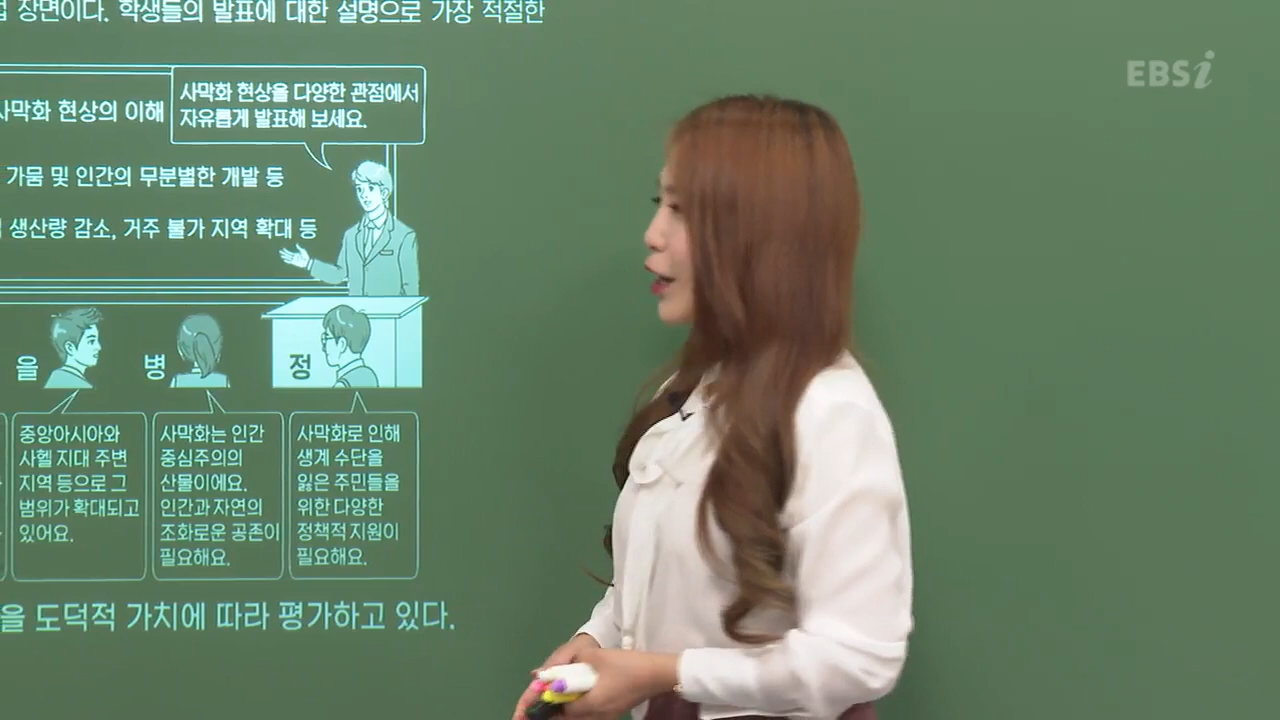 장면이다. 학생들의 발표에 대한 설명으로 가장 적절한
EBSi
사막화 현상의 이해
사막화 현상을 다양한 관점에서
자유롭게 발표해 보세요.
가뭄 및 인간의 무분별한 개발 등
생산량 감소, 거주 불가 지역 확대 등
을
병
정
중앙아시아와
사헬 지대 주변
지역 등으로 그
범위가 확대되고
있어요.
사막화는 인간
중심주의의
산물이에요.
인간과 자연의
조화로운 공존이
필요해요.
사막화로 인해
생계 수단을
잃은 주민들을
위한 다양한
정책적 지원이
필요해요.
을 도덕적 가치에 따라 평가하고 있다.